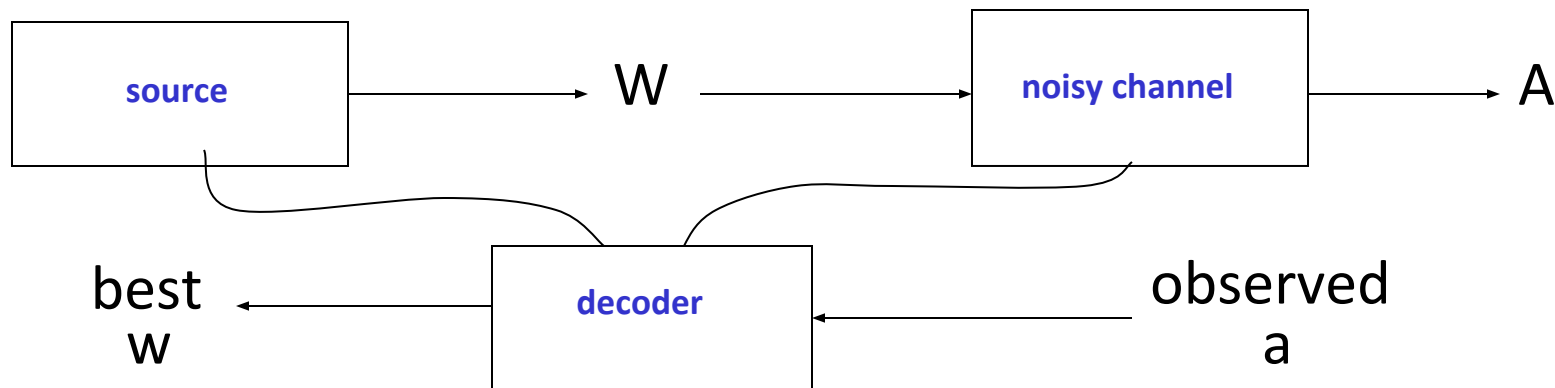 source
W
noisy channel
A
best
w
decoder
observed
a